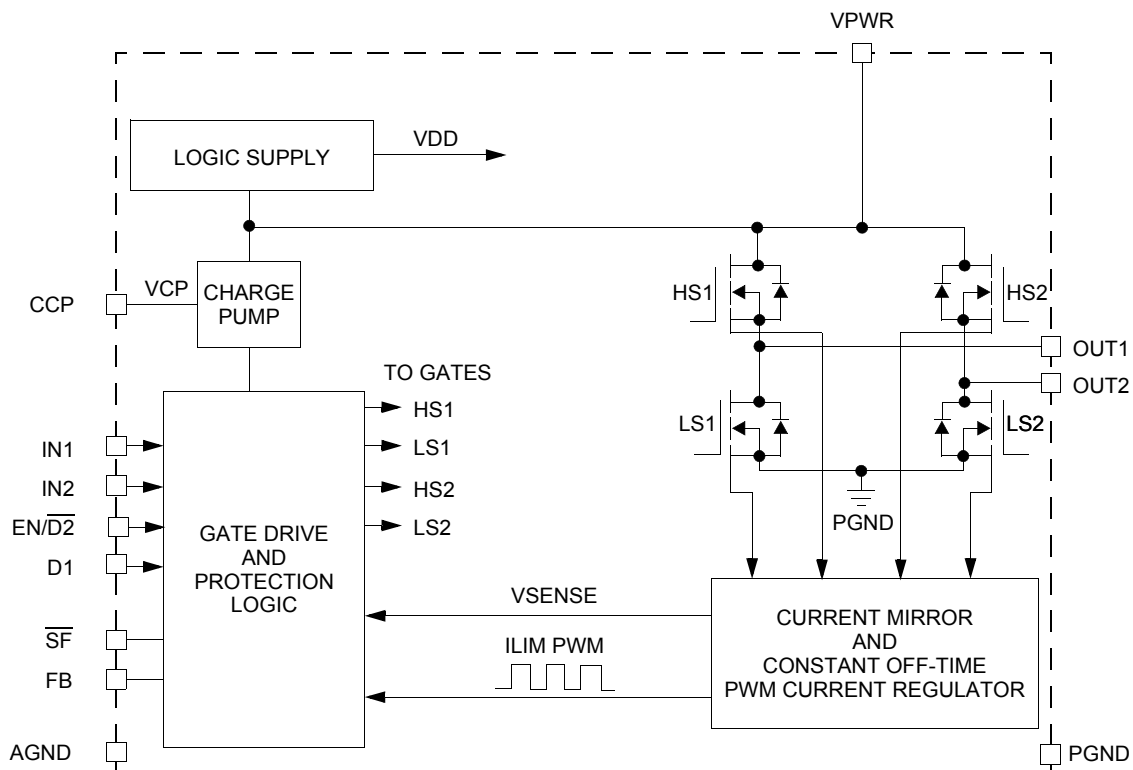 VPWR
LOGIC SUPPLY
VDD
CCP
VCP
CHARGE
PUMP
HS1
HS2
OUT1
OUT2
TO GATES
HS1
LS1
HS2
LS2
LS1
LS2
PGND
IN1
IN2
EN/D2
D1
SF
FB
AGND
GATE DRIVE
AND
PROTECTION
LOGIC
VSENSE
ILIM PWM
CURRENT MIRROR
AND
CONSTANT OFF-TIME
PWM CURRENT REGULATOR
PGND